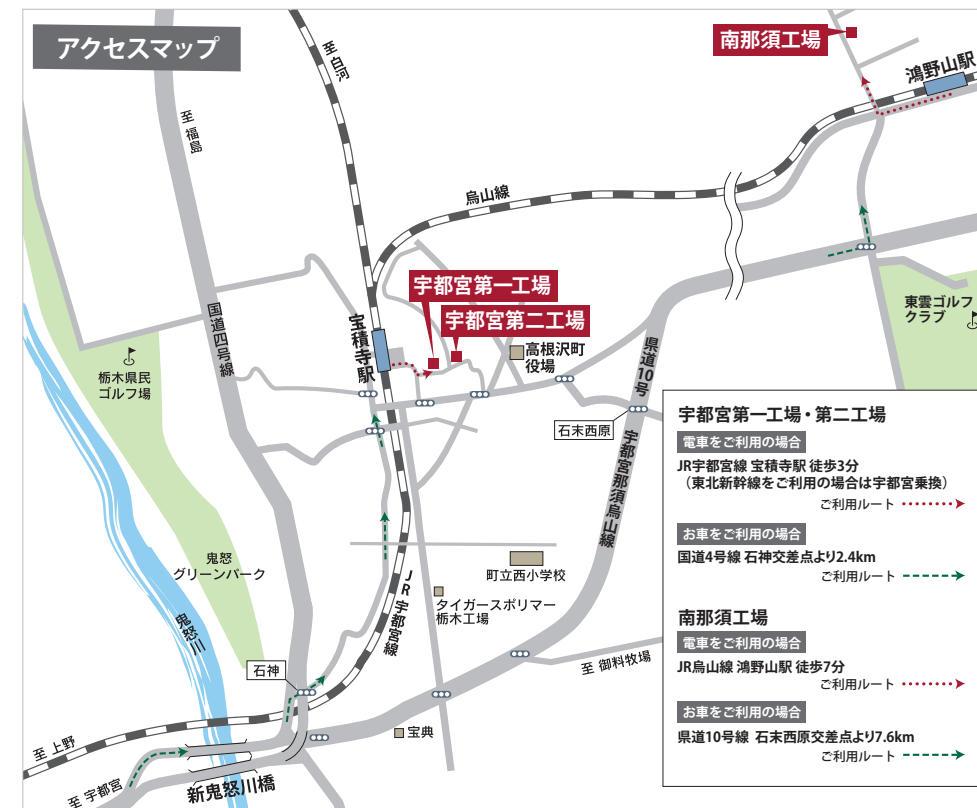 アクセスマップ
至 白河
南那須工場
鴻野山駅
至 福島
烏山線
国道四号線
宇都宮第一工場
宇都宮第二工場
宝積寺駅
高根沢町
役場
県道10号
東雲ゴルフ
クラブ
栃木県民
ゴルフ場
石末西原
宇都宮那須烏山線
鬼怒
グリーンパーク
町立西小学校
タイガースポリマー
栃木工場
JR宇都宮線
鬼怒川
石神
至 御料牧場
宝典
至 上野
至 宇都宮
新鬼怒川橋
宇都宮第一工場・第二工場
電車をご利用の場合
JR宇都宮線 宝積寺駅 徒歩3分
（東北新幹線をご利用の場合は宇都宮乗換）
ご利用ルート
お車をご利用の場合
国道4号線 石神交差点より2.4km
ご利用ルート
南那須工場
電車をご利用の場合
JR烏山線 鴻野山駅 徒歩7分
ご利用ルート
お車をご利用の場合
県道10号線 石末西原交差点より7.6km
ご利用ルート